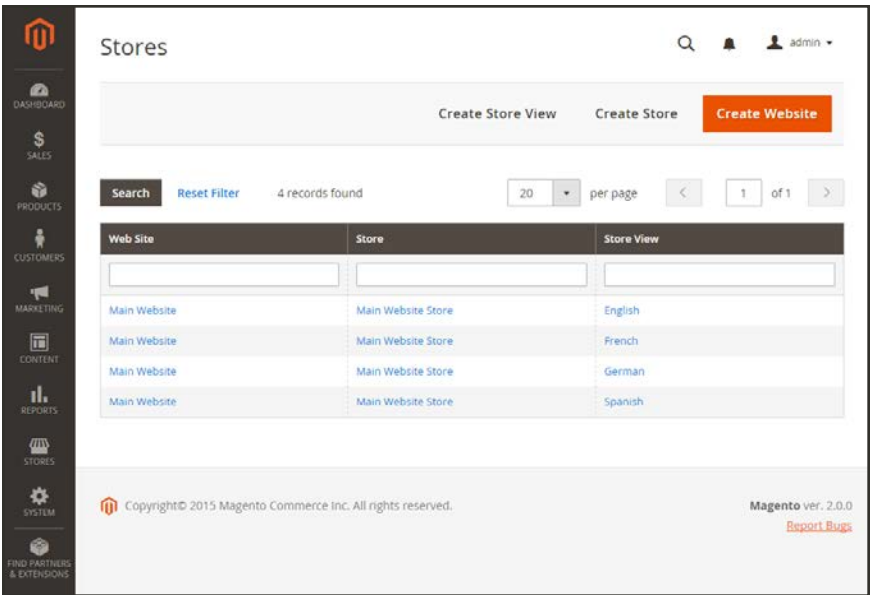 Stores
admin
DASHBOARD
SALES
PRODUCTS
CUSTOMERS
MARKETING
CONTENT
REPORTS
STORES
SYSTEM
FIND PARTNERS
& EXTENSIONS
Create Store View Create Store Create Website
Search Reset Filter 4 records found 20 per page 1 of 1
Web Site Store Store View
Main Website Main Website Store English
Main Website Main Website Store French
Main Website Main Website Store German
Main Website Main Website Store Spanish
Copyright© 2015 Magento Commerce Inc. All rights reserved.
Magento ver. 2.0.0
Report Bugs